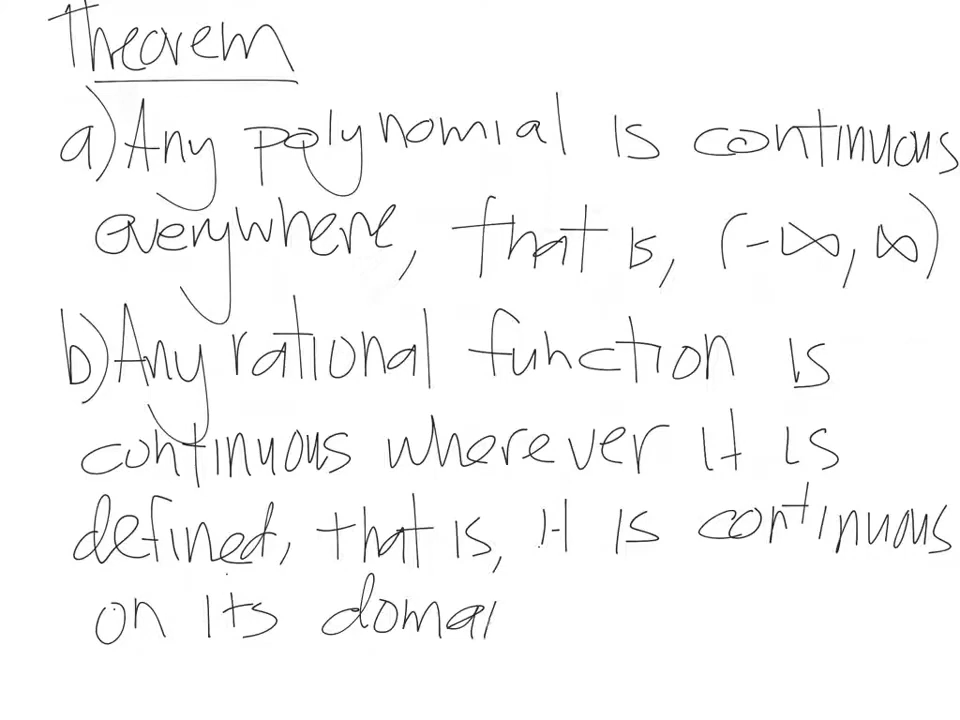 Theorem
a) Any polynomial is continuous
everywhere, that is, (-∞, ∞)
b) Any rational function is
continuous wherever it is
defined, that is, it is continuous
on its domai